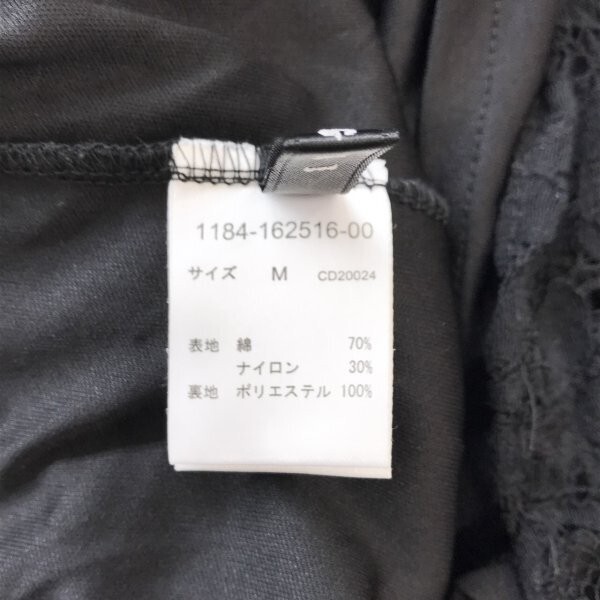 1184-162516-00
サイズ M CD20024
表地 綿 70%
ナイロン 30%
裏地 ポリエステル 100%